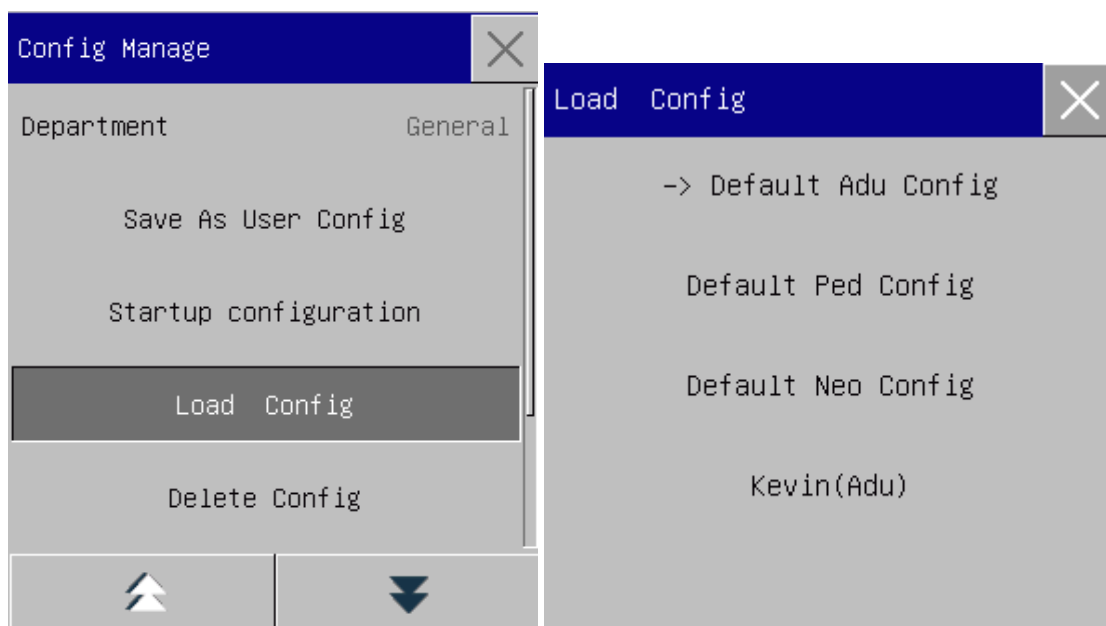 Config Manage
Department General
Save As User Config
Startup configuration
Load Config
Delete Config
Load Config
-> Default Adu Config
Default Ped Config
Default Neo Config
Kevin(Adu)